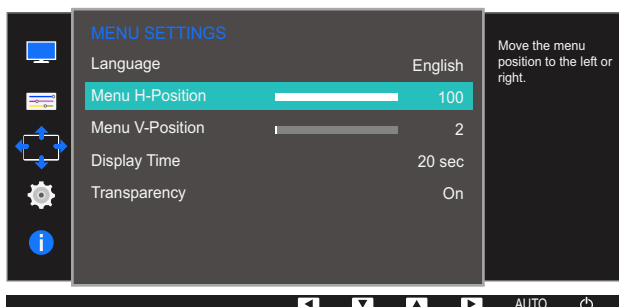 MENU SETTINGS
Language English
Menu H-Position 100
Menu V-Position 2
Display Time 20 sec
Transparency On
Move the menu
position to the left or
right.
AUTO